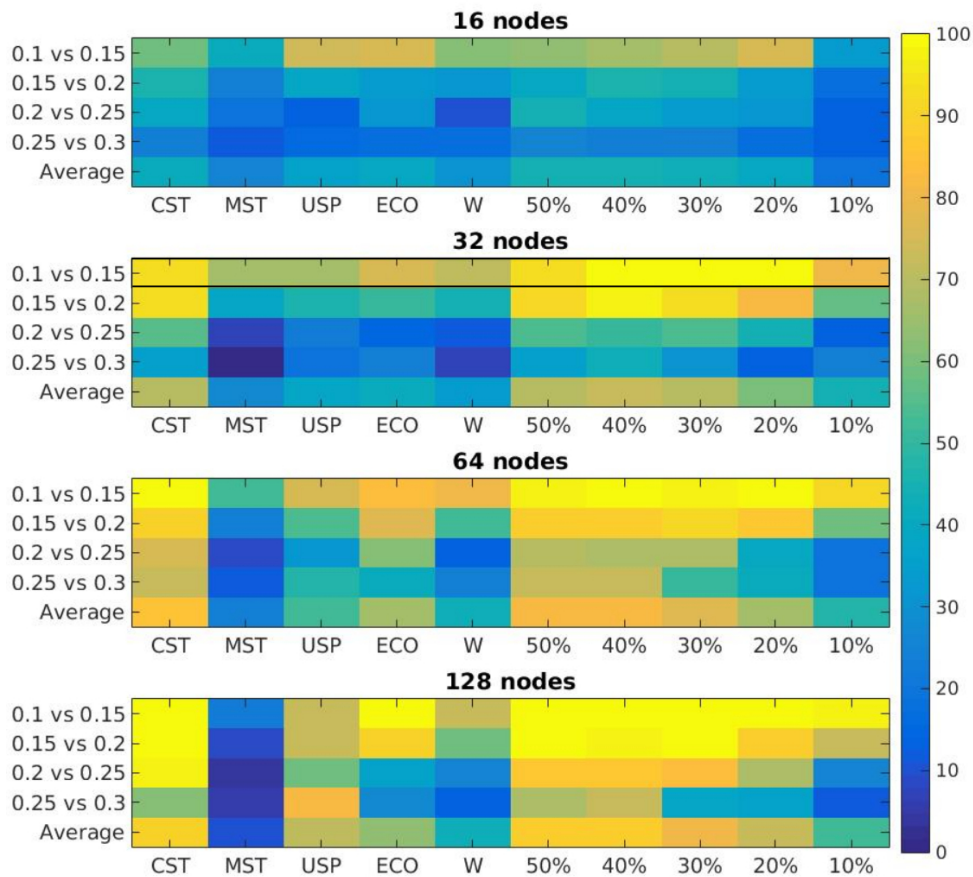 16 nodes
0.1 vs 0.15
0.15 vs 0.2
0.2 vs 0.25
0.25 vs 0.3
Average
CST MST USP ECO W 50% 40% 30% 20% 10%
32 nodes
0.1 vs 0.15
0.15 vs 0.2
0.2 vs 0.25
0.25 vs 0.3
Average
CST MST USP ECO W 50% 40% 30% 20% 10%
64 nodes
0.1 vs 0.15
0.15 vs 0.2
0.2 vs 0.25
0.25 vs 0.3
Average
CST MST USP ECO W 50% 40% 30% 20% 10%
128 nodes
0.1 vs 0.15
0.15 vs 0.2
0.2 vs 0.25
0.25 vs 0.3
Average
CST MST USP ECO W 50% 40% 30% 20% 10%
100
90
80
70
60
50
40
30
20
10
0